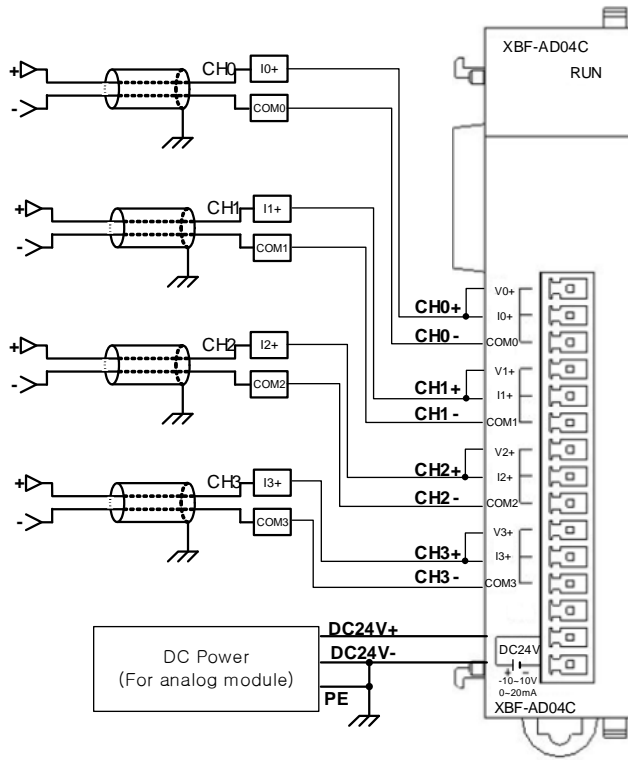 XBF-AD04C
RUN
+
-
CH0
I0+
COM0
+
-
CH1
I1+
COM1
+
-
CH2
I2+
COM2
+
-
CH3
I3+
COM3
CH0+
CH0-
V0+
I0+
COM0
CH1+
CH1-
V1+
I1+
COM1
CH2+
CH2-
V2+
I2+
COM2
CH3+
CH3-
V3+
I3+
COM3
DC Power
(For analog module)
DC24V+
DC24V-
PE
DC24V
+ -
-10~10V
0~20mA
XBF-AD04C